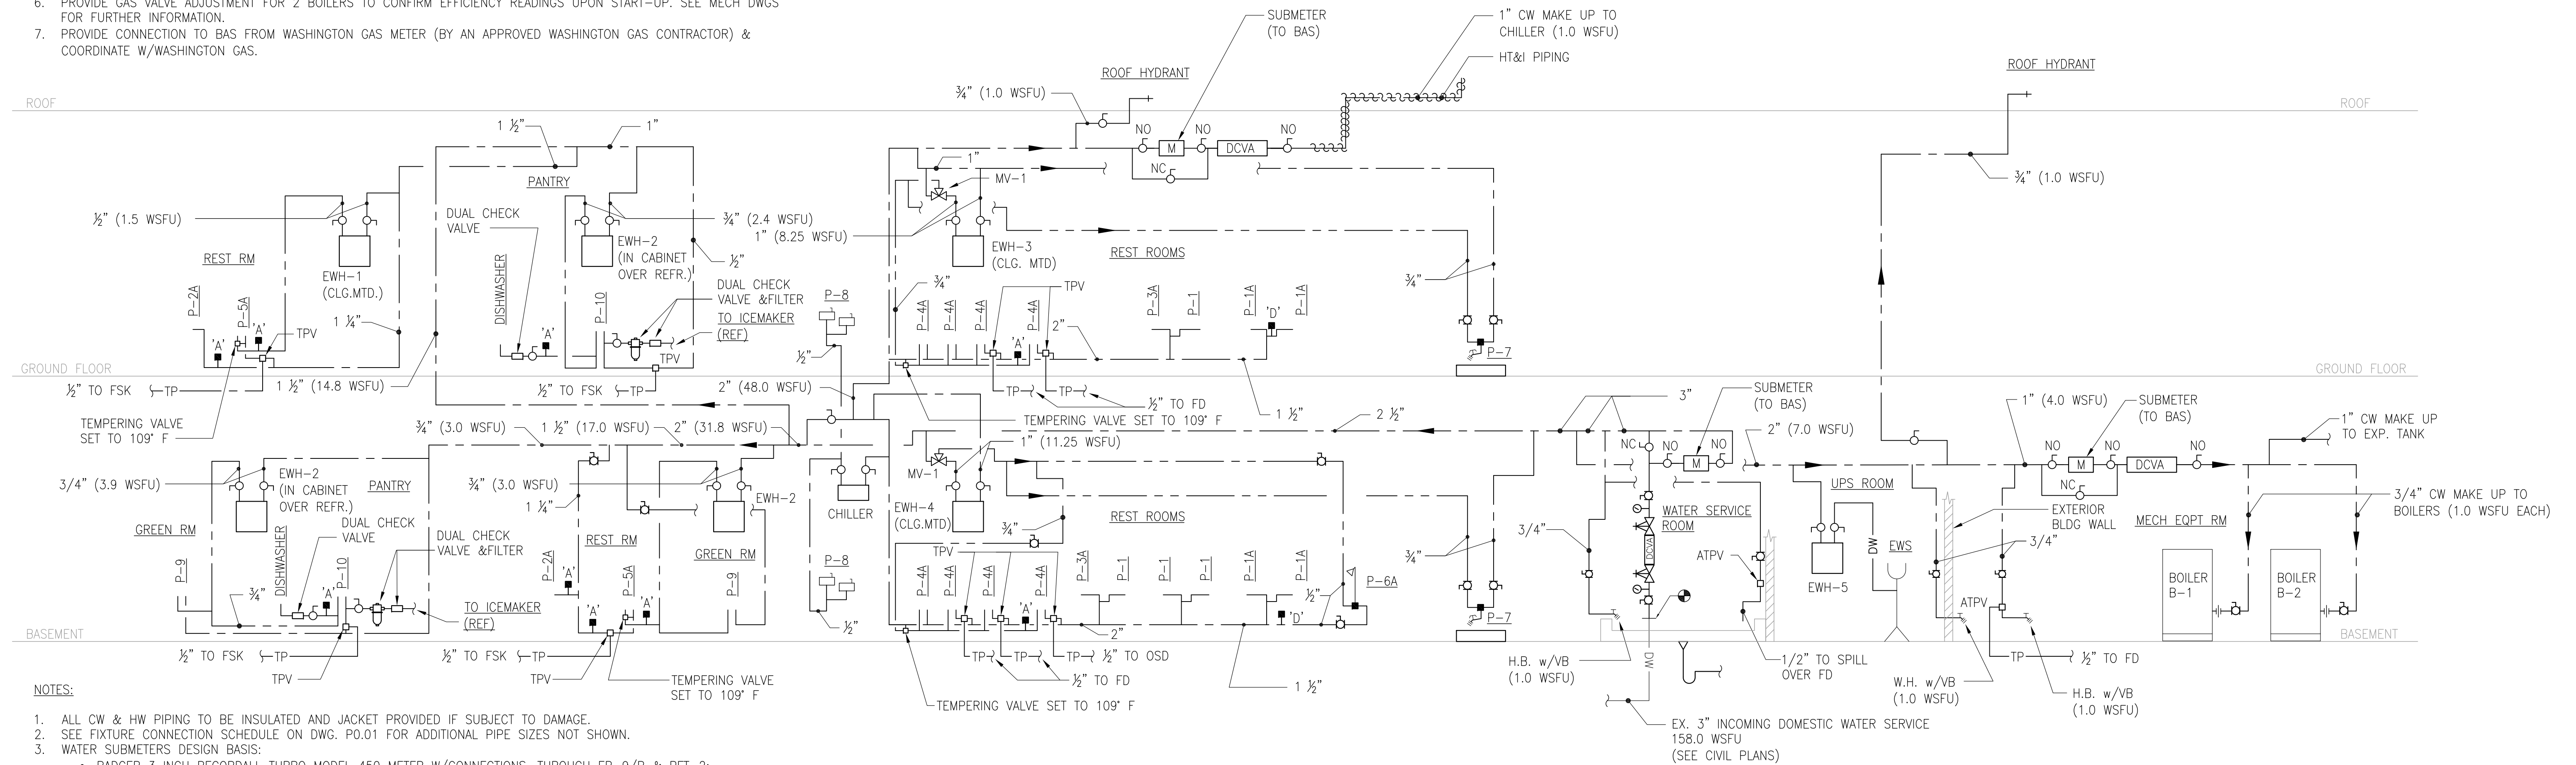 6. PROVIDE GAS VALVE ADJUSTMENT FOR 2 BOILERS TO CONFIRM EFFICIENCY READINGS UPON START-UP. SEE MECH DWGS
FOR FURTHER INFORMATION.
7. PROVIDE CONNECTION TO BAS FROM WASHINGTON GAS METER (BY AN APPROVED WASHINGTON GAS CONTRACTOR) &
COORDINATE W/WASHINGTON GAS.
SUBMETER
(TO BAS)
1" CW MAKE UP TO
CHILLER (1.0 WSFU)
HT&I PIPING
ROOF HYDRANT
ROOF HYDRANT
¾" (1.0 WSFU)
ROOF
ROOF
1 ½"
1"
NO
NO
NO
M
DCVA
NC
1"
MV-1
PANTRY
¾" (1.0 WSFU)
½" (1.5 WSFU)
DUAL CHECK
VALVE
¾" (2.4 WSFU)
1" (8.25 WSFU)
EWH-2
(IN CABINET
OVER REFR.)
EWH-3
(CLG. MTD)
REST ROOMS
REST RM
EWH-1
(CLG.MTD.)
½"
DISHWASHER
P-2A
P-5A
'A'
'A'
TPV
1 ¼"
'A'
P-10
DUAL CHECK
VALVE &FILTER
TO ICEMAKER
(REF)
TPV
P-8
½"
¾"
TPV
P-4A
P-4A
P-4A
P-4A
'A'
2"
P-3A
P-1
P-1A
'D'
P-1A
¾"
P-7
GROUND FLOOR
GROUND FLOOR
½" TO FSK
TP
1 ½" (14.8 WSFU)
½" TO FSK
TP
2" (48.0 WSFU)
TP
TP
½" TO FD
TEMPERING VALVE SET TO 109° F
1 ½"
2 ½"
3"
SUBMETER
(TO BAS)
TEMPERING VALVE
SET TO 109° F
¾" (3.0 WSFU)
1 ½" (17.0 WSFU)
2" (31.8 WSFU)
1" (11.25 WSFU)
MV-1
NC
NO
NO
M
2" (7.0 WSFU)
1" (4.0 WSFU)
SUBMETER
(TO BAS)
1" CW MAKE UP
TO EXP. TANK
NO
NO
NO
M
DCVA
NC
3/4" (3.9 WSFU)
EWH-2
(IN CABINET
OVER REFR.)
PANTRY
¾" (3.0 WSFU)
EWH-2
1 ¼"
CHILLER
EWH-4
(CLG.MTD)
¾"
REST ROOMS
WATER SERVICE
ROOM
3/4"
DCVA
ATPV
UPS ROOM
EXTERIOR
BLDG WALL
MECH EQPT RM
3/4" CW MAKE UP TO
BOILERS (1.0 WSFU EACH)
GREEN RM
DISHWASHER
DUAL CHECK
VALVE
DUAL CHECK
VALVE &FILTER
REST RM
GREEN RM
P-9
¾"
P-10
'A'
TO ICEMAKER
(REF)
P-2A
'A'
'A'
P-5A
'A'
P-9
P-8
½"
TPV
P-4A
P-4A
P-4A
P-4A
'A'
2"
P-3A
P-1
P-1
P-1
P-1A
'D'
P-1A
½"
P-6A
¾"
P-7
EWH-5
DW
EWS
3/4"
ATPV
BOILER
B-1
BOILER
B-2
BASEMENT
BASEMENT
½" TO FSK
TP
TPV
½" TO FSK
TP
TPV
TEMPERING VALVE
SET TO 109° F
TP
TP
TP
½" TO OSD
½" TO FD
1 ½"
TEMPERING VALVE SET TO 109° F
H.B. w/VB
(1.0 WSFU)
DW
1/2" TO SPILL
OVER FD
W.H. w/VB
(1.0 WSFU)
TP
½" TO FD
H.B. w/VB
(1.0 WSFU)
EX. 3" INCOMING DOMESTIC WATER SERVICE
158.0 WSFU
(SEE CIVIL PLANS)
NOTES:
1. ALL CW & HW PIPING TO BE INSULATED AND JACKET PROVIDED IF SUBJECT TO DAMAGE.
2. SEE FIXTURE CONNECTION SCHEDULE ON DWG. P0.01 FOR ADDITIONAL PIPE SIZES NOT SHOWN.
3. WATER SUBMETERS DESIGN BASIS: